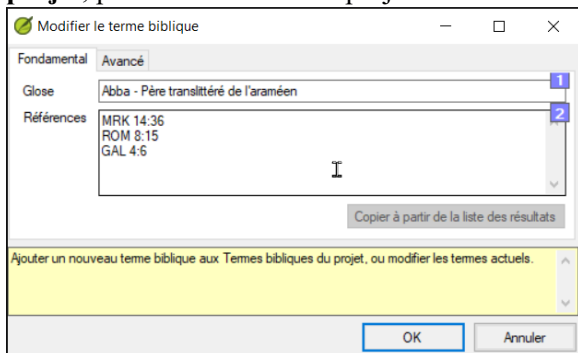 Modifier le terme biblique
Fondamental Avancé
Glose Abba - Père translittéré de l'araméen 1
Références MRK 14:36 2
ROM 8:15
GAL 4:6
Copier à partir de la liste des résultats
Ajouter un nouveau terme biblique aux Termes bibliques du projet, ou modifier les termes actuels.
OK Annuler